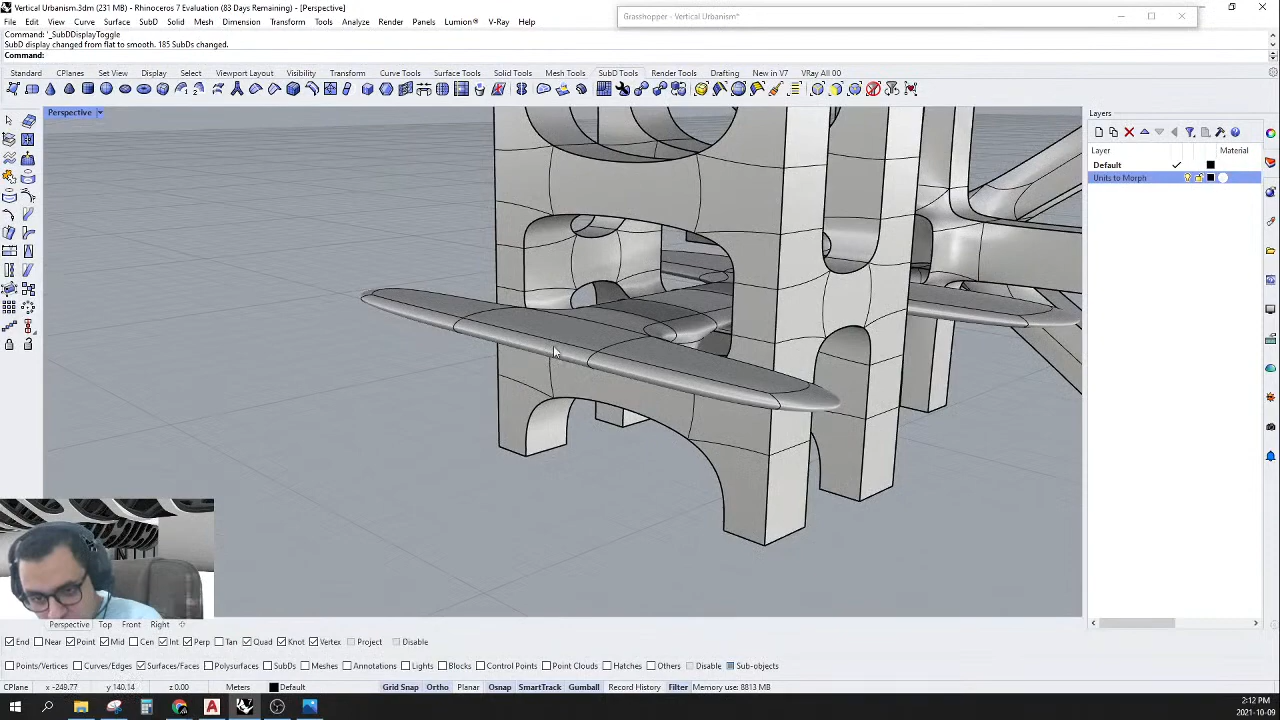 Vertical Urbanism.3dm (231 MB) - Rhinoceros 7 Evaluation (83 Days Remaining) - [Perspective]
Grasshopper - Vertical Urbanism*
File Edit View Curve Surface SubD Solid Mesh Dimension Transform Tools Analyze Render Panels Lumion® V-Ray Help
Command: '_SubDDisplayToggle
SubD display changed from flat to smooth. 185 SubDs changed.
Command:
Standard CPlanes Set View Display Select Viewport Layout Visibility Transform Curve Tools Surface Tools Solid Tools Mesh Tools SubD Tools Render Tools Drafting New in V7 VRay All 00
Perspective
Layers
Layer Material
Default
Units to Morph
Perspective Top Front Right
End Near Point Mid Cen Int Perp Tan Quad Knot Vertex Project Disable
Points/Vertices Curves/Edges Surfaces/Faces Polysurfaces SubDs Meshes Annotations Lights Blocks Control Points Point Clouds Hatches Others Disable Sub-objects
CPlane x -249.77 y 140.14 z 0.00 Meters Default Grid Snap Ortho Planar Osnap SmartTrack Gumball Record History Filter Memory use: 8813 MB
2:12 PM
2021-10-09